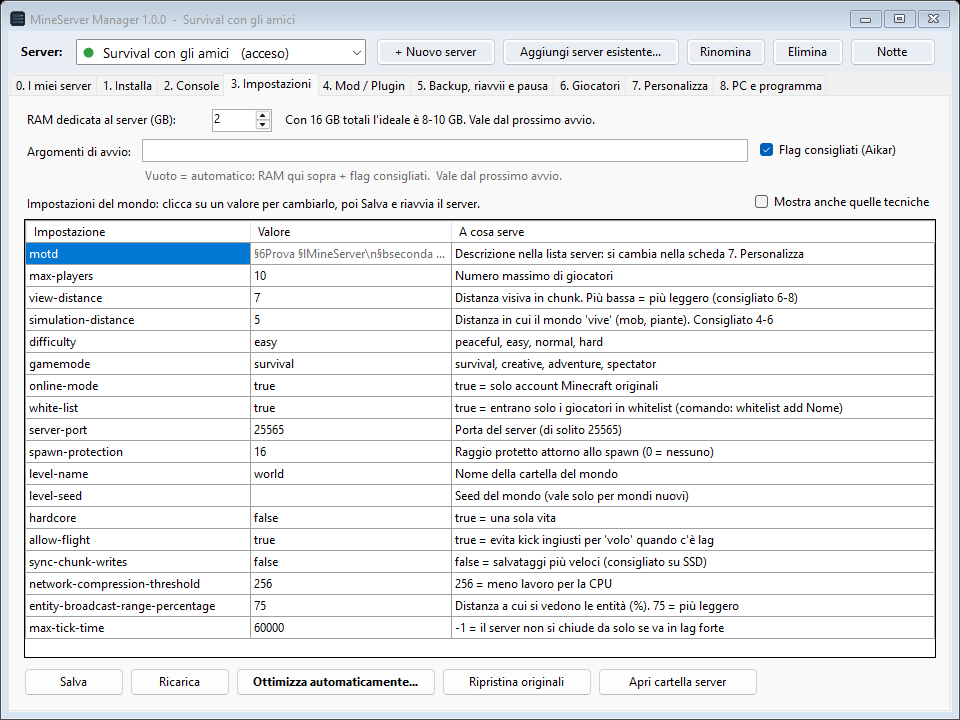 MineServer Manager 1.0.0 - Survival con gli amici
Server: Survival con gli amici (acceso) + Nuovo server Aggiungi server esistente... Rinomina Elimina Notte
0. I miei server 1. Installa 2. Console 3. Impostazioni 4. Mod / Plugin 5. Backup, riavvii e pausa 6. Giocatori 7. Personalizza 8. PC e programma
RAM dedicata al server (GB): 2 Con 16 GB totali l'ideale è 8-10 GB. Vale dal prossimo avvio.
Argomenti di avvio: Flag consigliati (Aikar)
Vuoto = automatico: RAM qui sopra + flag consigliati. Vale dal prossimo avvio.
Impostazioni del mondo: clicca su un valore per cambiarlo, poi Salva e riavvia il server. Mostra anche quelle tecniche
Impostazione Valore A cosa serve
motd §6Prova §lMineServer\n§bseconda ... Descrizione nella lista server: si cambia nella scheda 7. Personalizza
max-players 10 Numero massimo di giocatori
view-distance 7 Distanza visiva in chunk. Più bassa = più leggero (consigliato 6-8)
simulation-distance 5 Distanza in cui il mondo 'vive' (mob, piante). Consigliato 4-6
difficulty easy peaceful, easy, normal, hard
gamemode survival survival, creative, adventure, spectator
online-mode true true = solo account Minecraft originali
white-list true true = entrano solo i giocatori in whitelist (comando: whitelist add Nome)
server-port 25565 Porta del server (di solito 25565)
spawn-protection 16 Raggio protetto attorno allo spawn (0 = nessuno)
level-name world Nome della cartella del mondo
level-seed Seed del mondo (vale solo per mondi nuovi)
hardcore false true = una sola vita
allow-flight true true = evita kick ingiusti per 'volo' quando c'è lag
sync-chunk-writes false false = salvataggi più veloci (consigliato su SSD)
network-compression-threshold 256 256 = meno lavoro per la CPU
entity-broadcast-range-percentage 75 Distanza a cui si vedono le entità (%). 75 = più leggero
max-tick-time 60000 -1 = il server non si chiude da solo se va in lag forte
Salva Ricarica Ottimizza automaticamente... Ripristina originali Apri cartella server